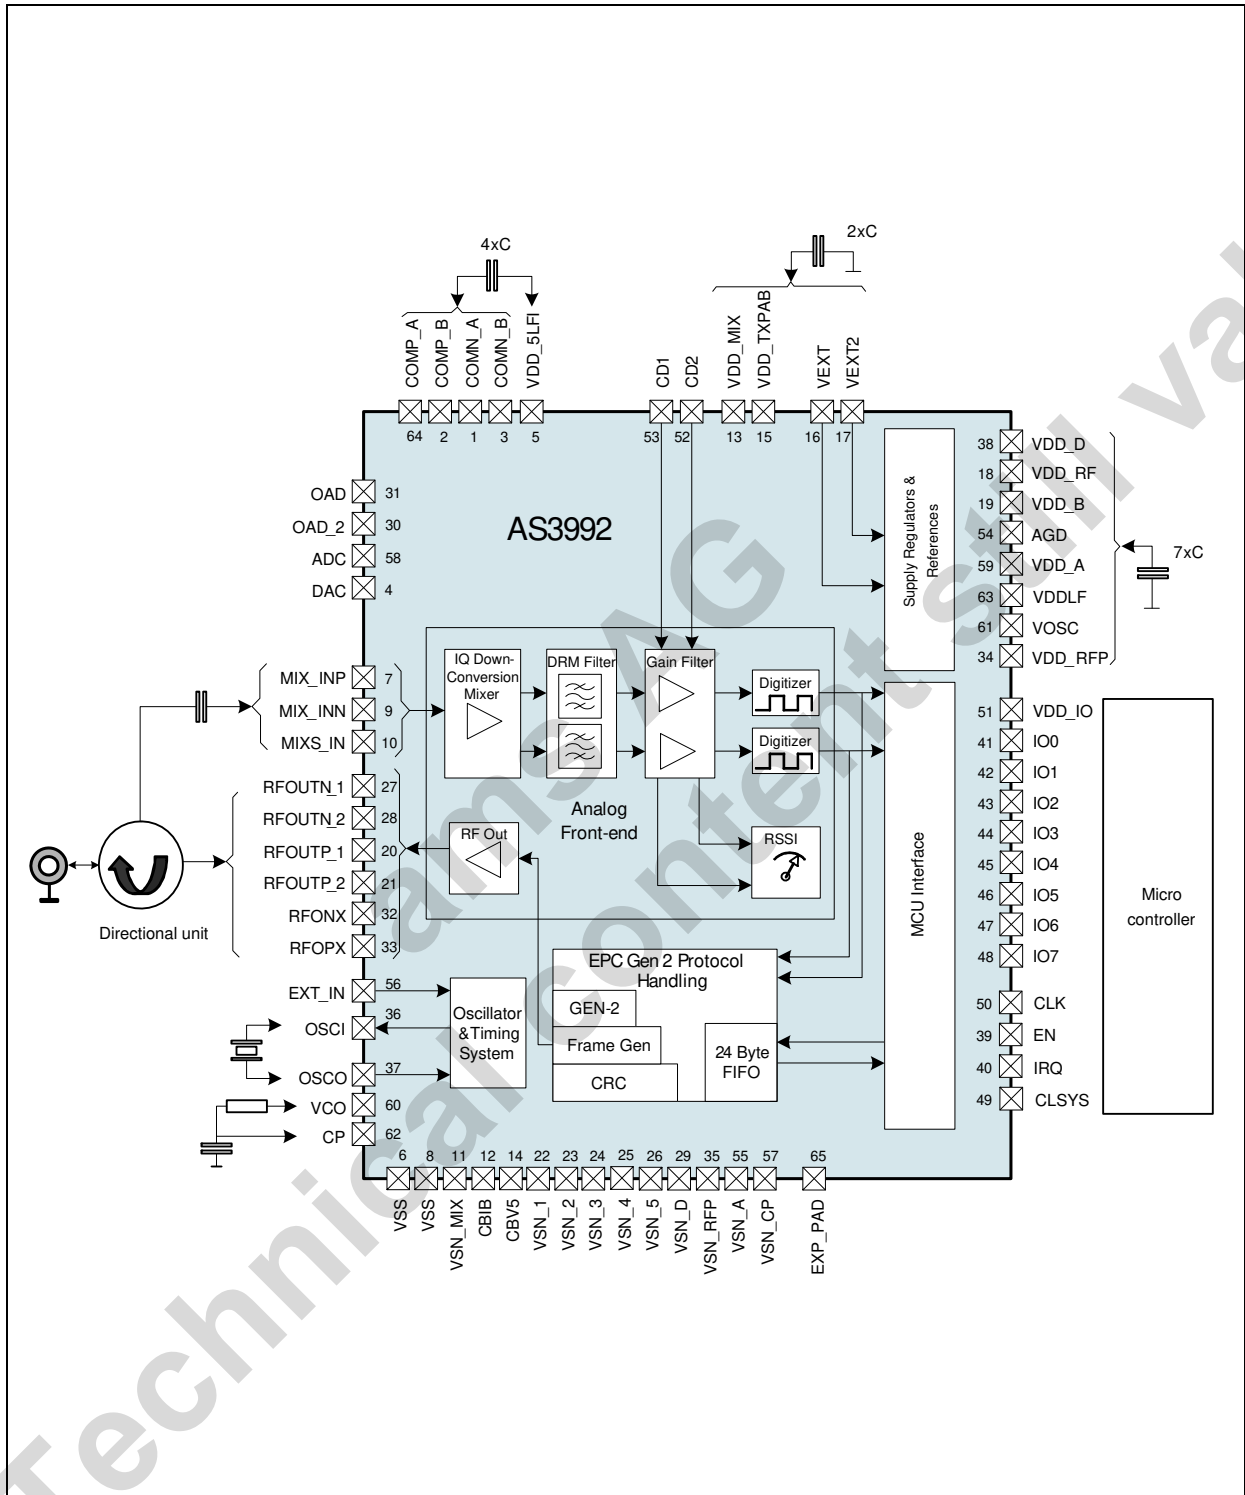 4xC
2xC
COMP_A
COMP_B
COMN_A
COMN_B
VDD_5LFI
CD1
CD2
VDD_MIX
VDD_TXPAB
VEXT
VEXT2
64
2
1
3
5
53
52
13
15
16
17
OAD 31
OAD_2 30
ADC 58
DAC 4
AS3992
Supply Regulators &
References
38 VDD_D
18 VDD_RF
19 VDD_B
54 AGD
59 VDD_A
63 VDDLF
61 VOSC
34 VDD_RFP
7xC
MIX_INP 7
MIX_INN 9
MIXS_IN 10
RFOUTN_1 27
RFOUTN_2 28
RFOUTP_1 20
RFOUTP_2 21
RFONX 32
RFOPX 33
Directional unit
IQ Down-
Conversion
Mixer
DRM Filter
Gain Filter
Digitizer
Digitizer
Analog
Front-end
RF Out
RSSI
MCU Interface
51 VDD_IO
41 IO0
42 IO1
43 IO2
44 IO3
45 IO4
46 IO5
47 IO6
48 IO7
50 CLK
39 EN
40 IRQ
49 CLSYS
Micro
controller
EXT_IN 56
OSCI 36
OSCO 37
VCO 60
CP 62
Oscillator
& Timing
System
EPC Gen 2 Protocol
Handling
GEN-2
Frame Gen
CRC
24 Byte
FIFO
6
8
11
12
14
22
23
24
25
26
29
35
55
57
65
VSS
VSS
VSN_MIX
CBIB
CBV5
VSN_1
VSN_2
VSN_3
VSN_4
VSN_5
VSN_D
VSN_RFP
VSN_A
VSN_CP
EXP_PAD
ams AG
Technical content still val